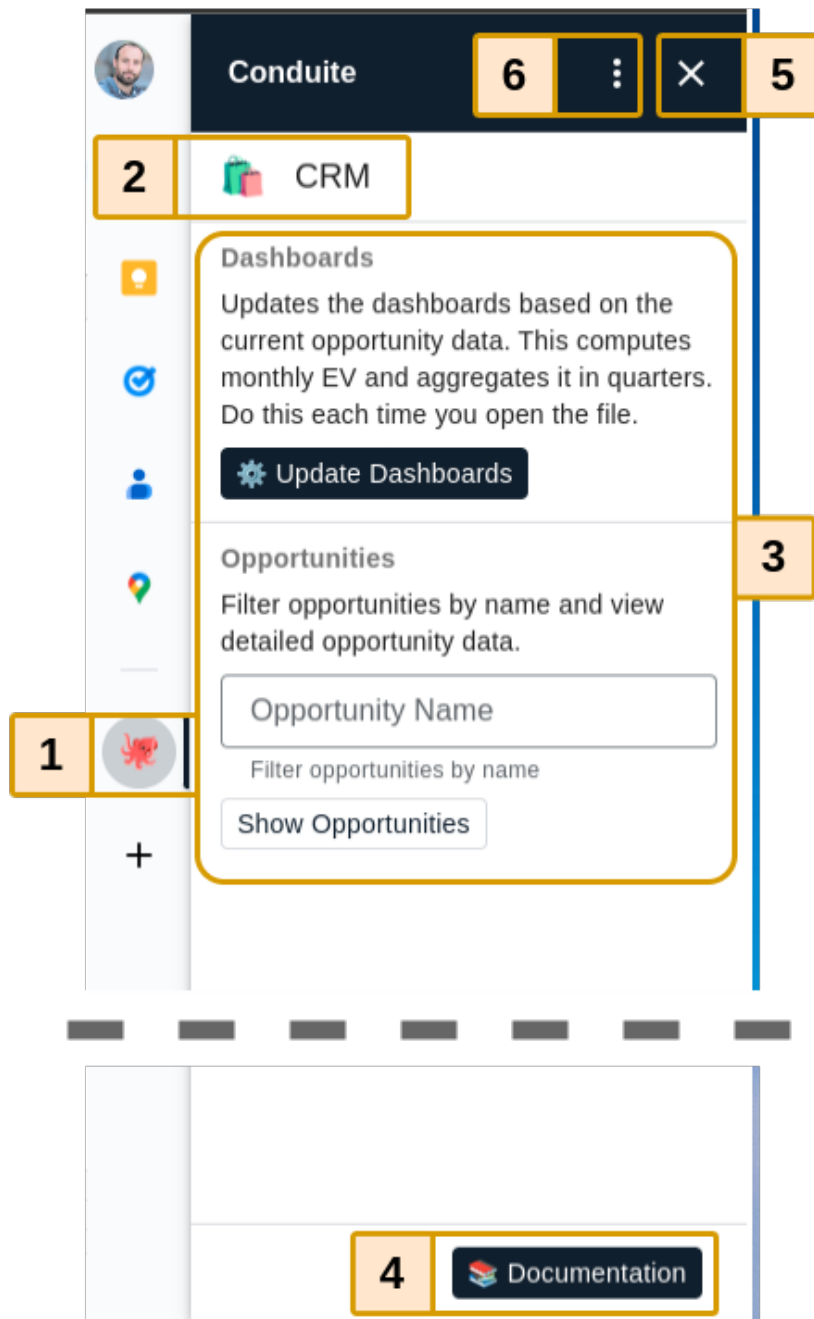 Conduite
6
5
2
CRM
Dashboards
Updates the dashboards based on the
current opportunity data. This computes
monthly EV and aggregates it in quarters.
Do this each time you open the file.
Update Dashboards
3
Opportunities
Filter opportunities by name and view
detailed opportunity data.
Opportunity Name
1
Filter opportunities by name
Show Opportunities
4
Documentation